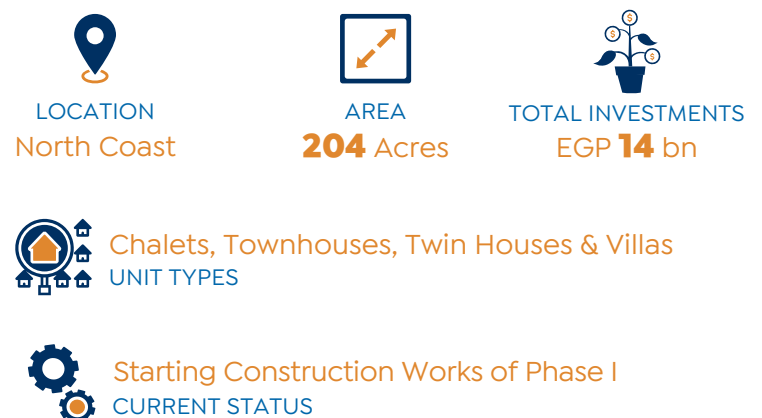 LOCATION
North Coast
AREA
204 Acres
TOTAL INVESTMENTS
EGP 14 bn
Chalets, Townhouses, Twin Houses & Villas
UNIT TYPES
Starting Construction Works of Phase I
CURRENT STATUS